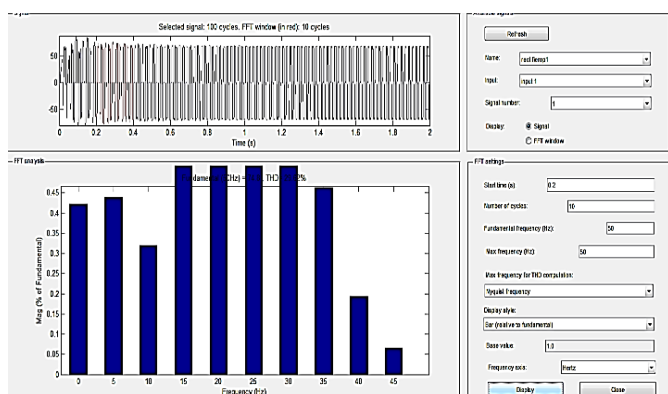 Selected signal: 100 cycles. FFT window (in red): 10 cycles
50
0
-50
0 0.2 0.4 0.6 0.8 1 1.2 1.4 1.6 1.8 2
Time (s)
Refresh
Name:
Input:
Signal number: 1
Display: Signal
FFT window
FFT analysis
THD
2%
0.45
0.4
0.35
0.3
0.25
0.2
0.15
0.1
0.05
0
Mag (% of Fundamental)
0 5 10 15 20 25 30 35 40 45
Frequency (Hz)
FFT settings
Start time (s) 0.2
Number of cycles: 10
Fundamental frequency (Hz): 50
Max frequency (Hz): 50
Max frequency for THD computation:
Nyquist frequency
Display style:
Bar (relative to fundamental)
Base value: 1.0
Frequency axis: Hertz
Display Close